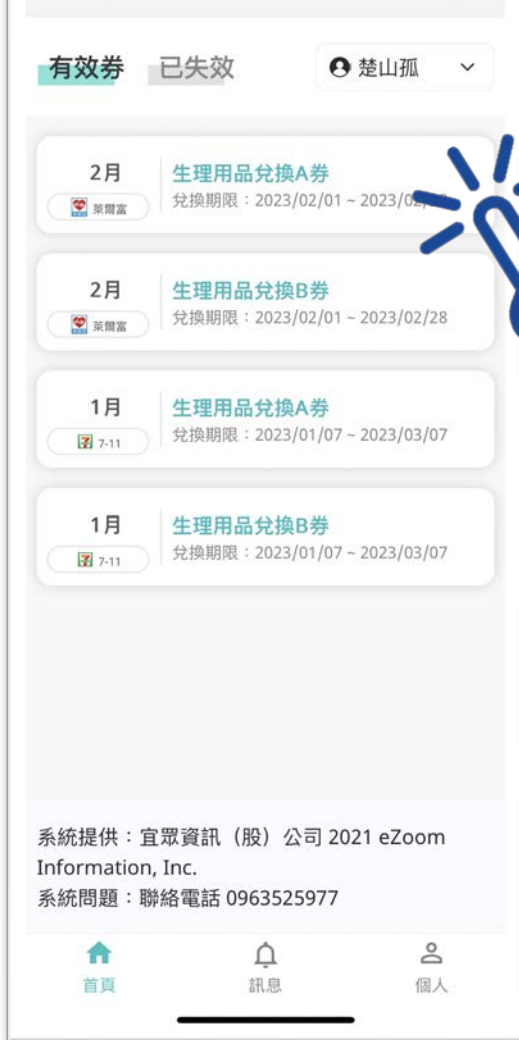 有效券 已失效 楚山孤
2月 生理用品兌換A券
萊爾富 兌換期限：2023/02/01 ~ 2023/02
2月 生理用品兌換B券
萊爾富 兌換期限：2023/02/01 ~ 2023/02/28
1月 生理用品兌換A券
7-11 兌換期限：2023/01/07 ~ 2023/03/07
1月 生理用品兌換B券
7-11 兌換期限：2023/01/07 ~ 2023/03/07
系統提供：宜眾資訊（股）公司 2021 eZoom
Information, Inc.
系統問題：聯絡電話 0963525977
首頁 訊息 個人